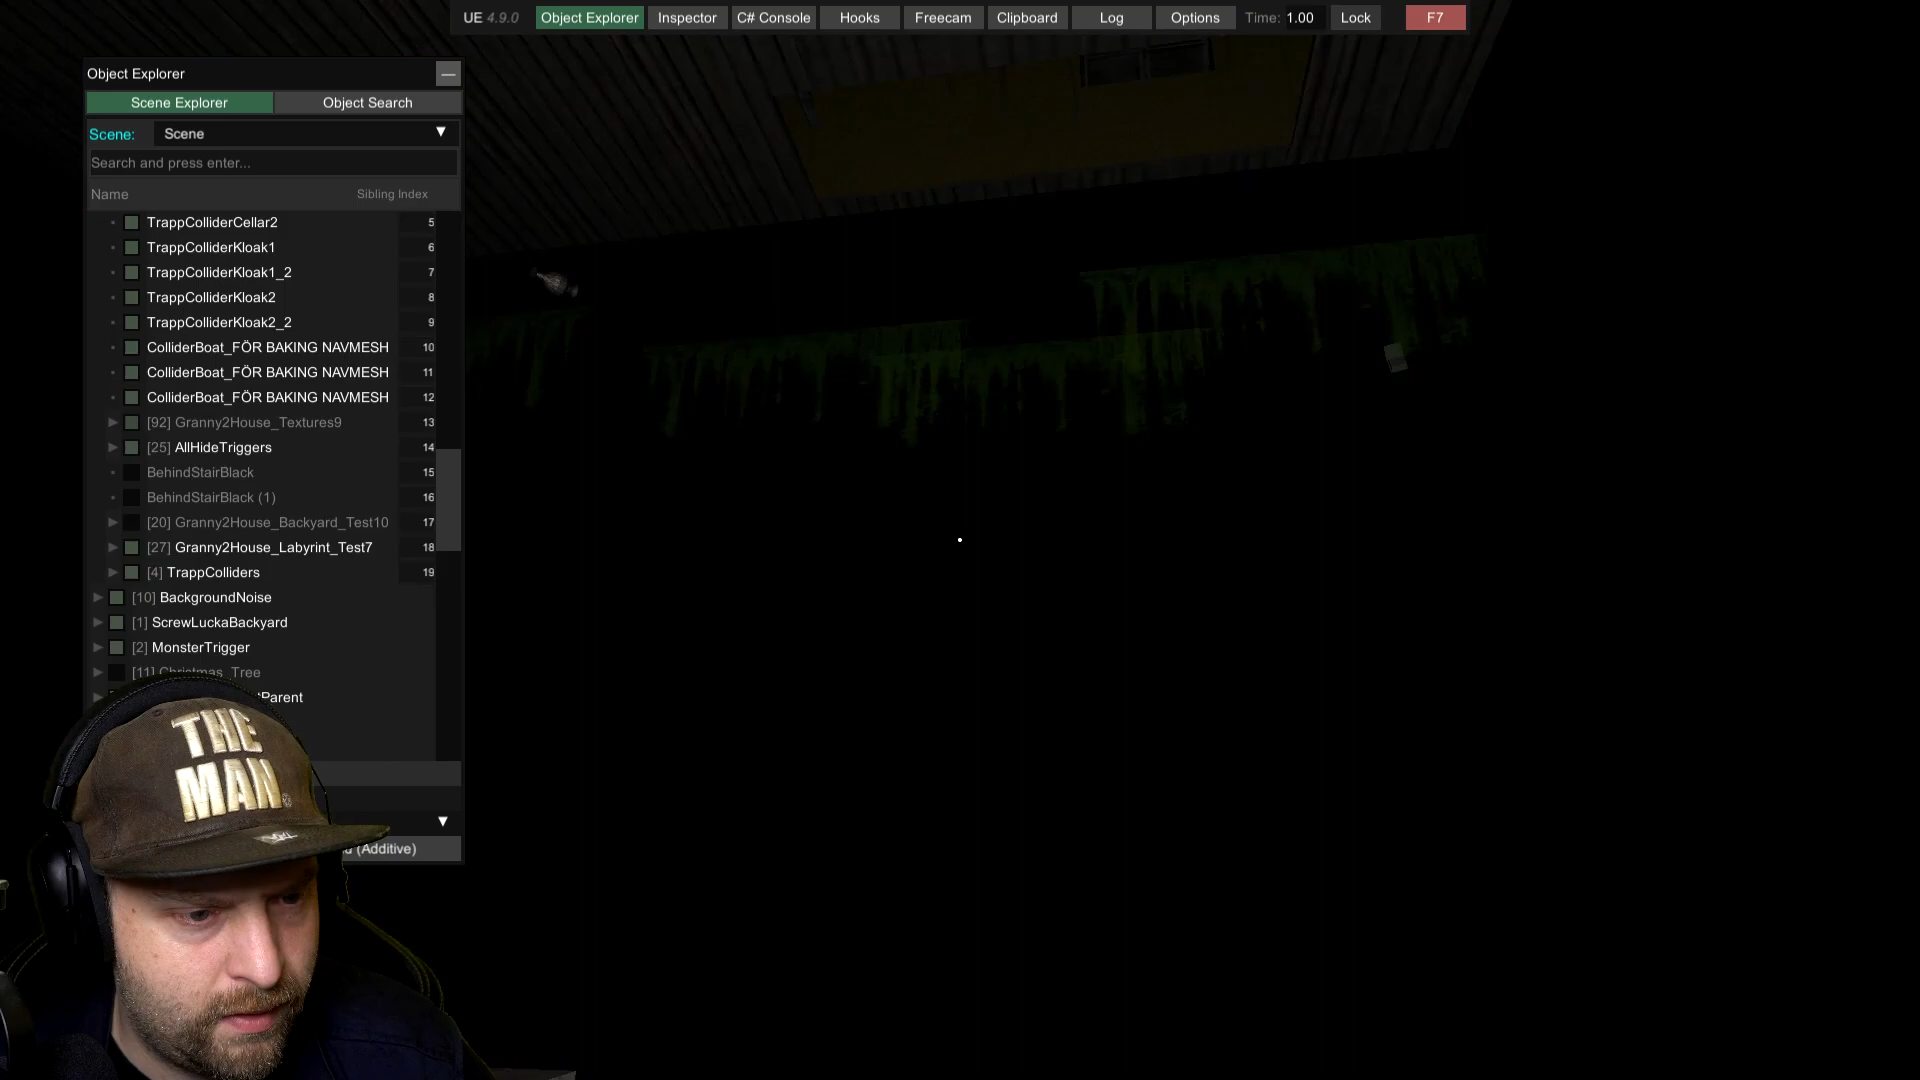 UE 4.9.0 Object Explorer Inspector C# Console Hooks Freecam Clipboard Log Options Time: 1.00 Lock F7
Object Explorer —
Scene Explorer Object Search
Scene: Scene ▼
Search and press enter...
Name Sibling Index
TrappColliderCellar2 5
TrappColliderKloak1 6
TrappColliderKloak1_2 7
TrappColliderKloak2 8
TrappColliderKloak2_2 9
ColliderBoat_FÖR BAKING NAVMESH 10
ColliderBoat_FÖR BAKING NAVMESH 11
ColliderBoat_FÖR BAKING NAVMESH 12
► [92] Granny2House_Textures9 13
► [25] AllHideTriggers 14
BehindStairBlack 15
BehindStairBlack (1) 16
► [20] Granny2House_Backyard_Test10 17
► [27] Granny2House_Labyrint_Test7 18
► [4] TrappColliders 19
► [10] BackgroundNoise
► [1] ScrewLuckaBackyard
► [2] MonsterTrigger
► [11] Christmas_Tree
► Parent
▼
(Additive)
THE
MAN